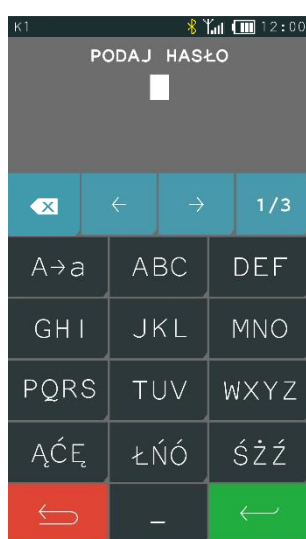 K1 12:00
PODAJ HASŁO
← → 1/3
A→a ABC DEF
GHI JKL MNO
PQRS TUV WXYZ
ĄĆĘ ŁŃÓ ŚŻŹ
_